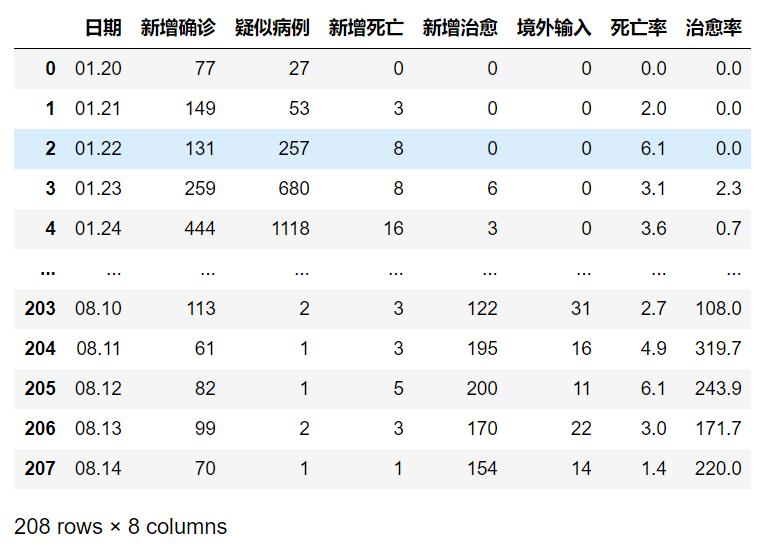 日期 新增确诊 疑似病例 新增死亡 新增治愈 境外输入 死亡率 治愈率
0 01.20 77 27 0 0 0 0.0 0.0
1 01.21 149 53 3 0 0 2.0 0.0
2 01.22 131 257 8 0 0 6.1 0.0
3 01.23 259 680 8 6 0 3.1 2.3
4 01.24 444 1118 16 3 0 3.6 0.7
... ... ... ... ... ... ... ... ...
203 08.10 113 2 3 122 31 2.7 108.0
204 08.11 61 1 3 195 16 4.9 319.7
205 08.12 82 1 5 200 11 6.1 243.9
206 08.13 99 2 3 170 22 3.0 171.7
207 08.14 70 1 1 154 14 1.4 220.0
208 rows × 8 columns